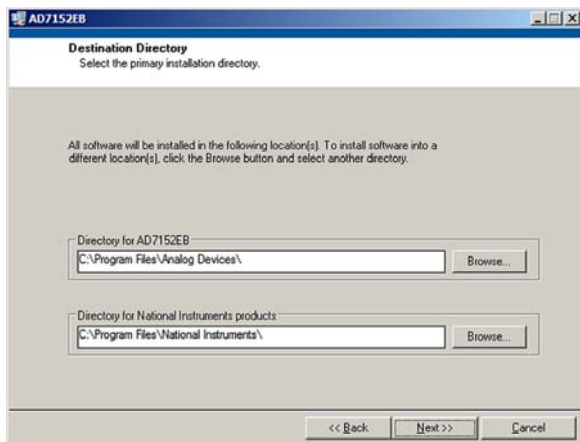 AD7152EB
Destination Directory
Select the primary installation directory.
All software will be installed in the following location(s). To install software into a
different location(s), click the Browse button and select another directory.
Directory for AD7152EB
C:\Program Files\Analog Devices\
Browse...
Directory for National Instruments products
C:\Program Files\National Instruments\
Browse...
<< Back
Next >>
Cancel